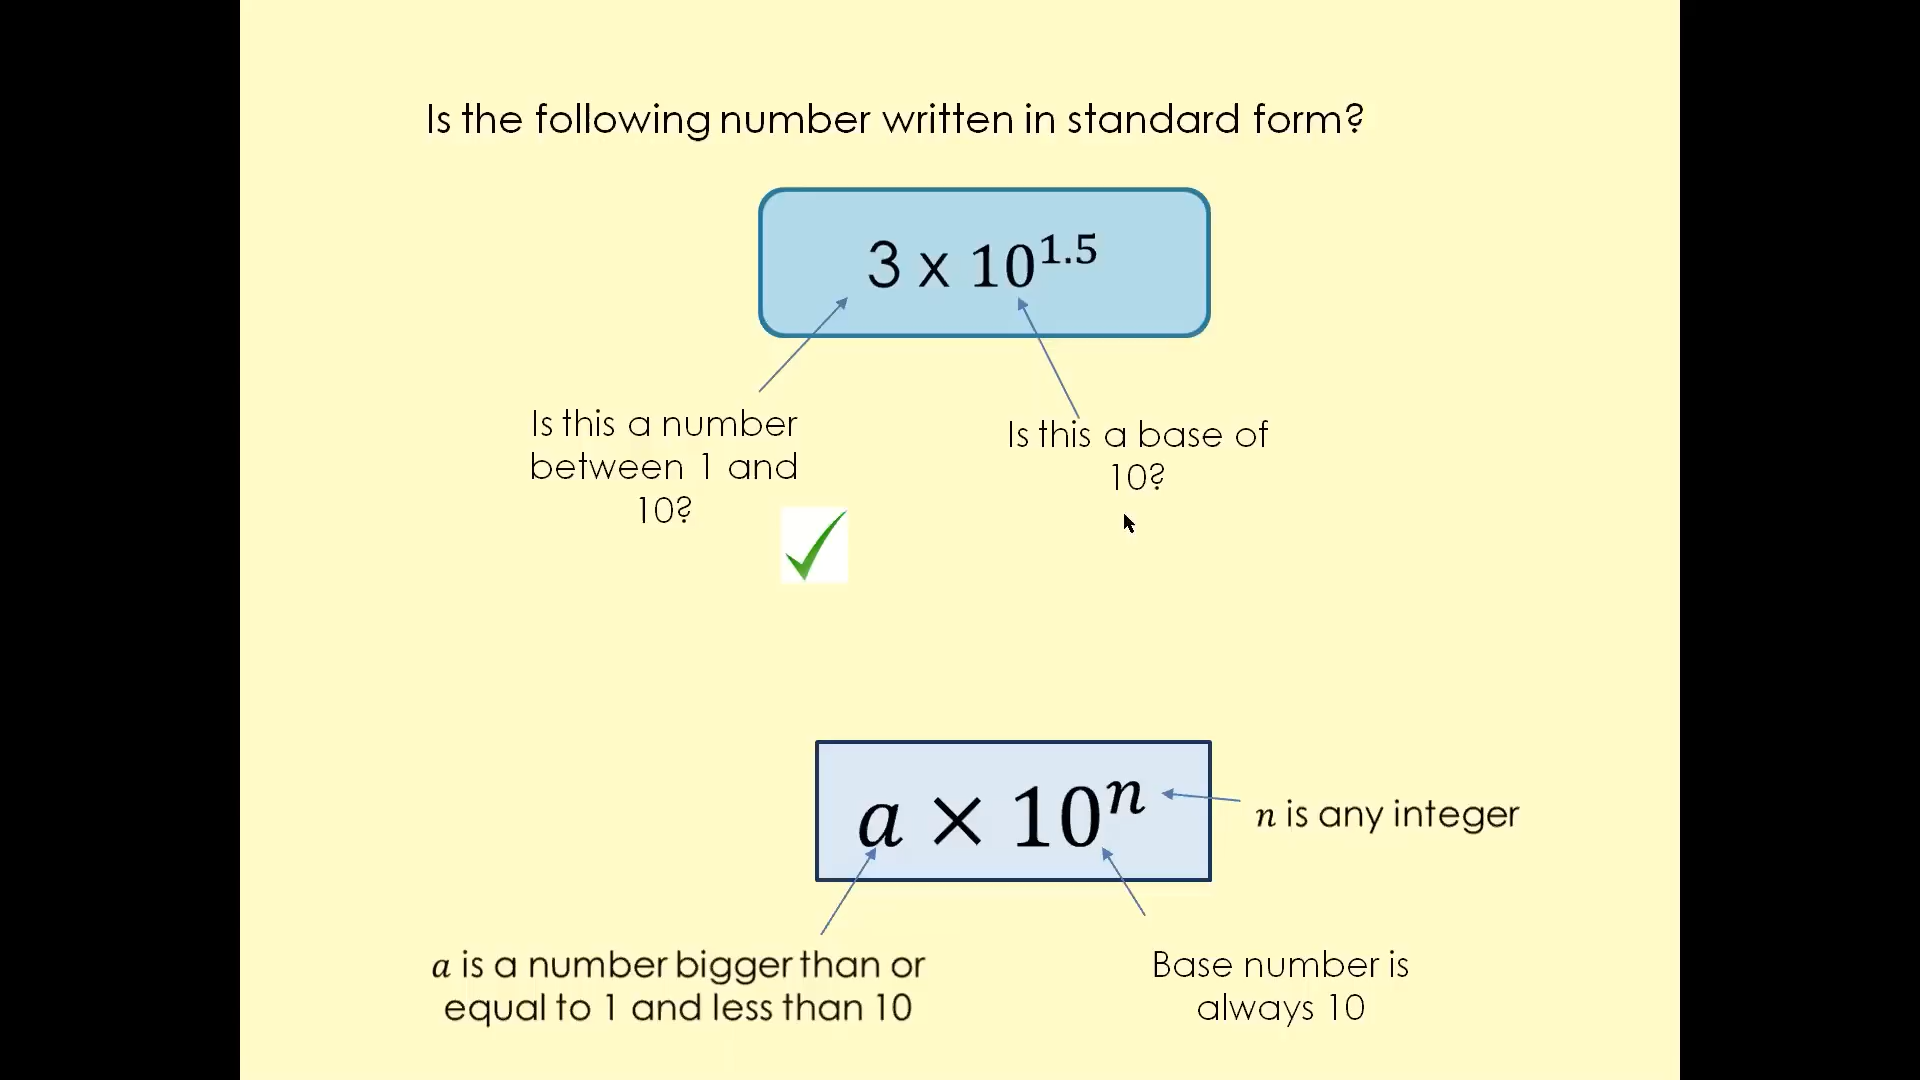 Is the following number written in standard form?
3 x 10^1.5
Is this a number
between 1 and
10?
Is this a base of
10?
a × 10^n
n is any integer
a is a number bigger than or
equal to 1 and less than 10
Base number is
always 10